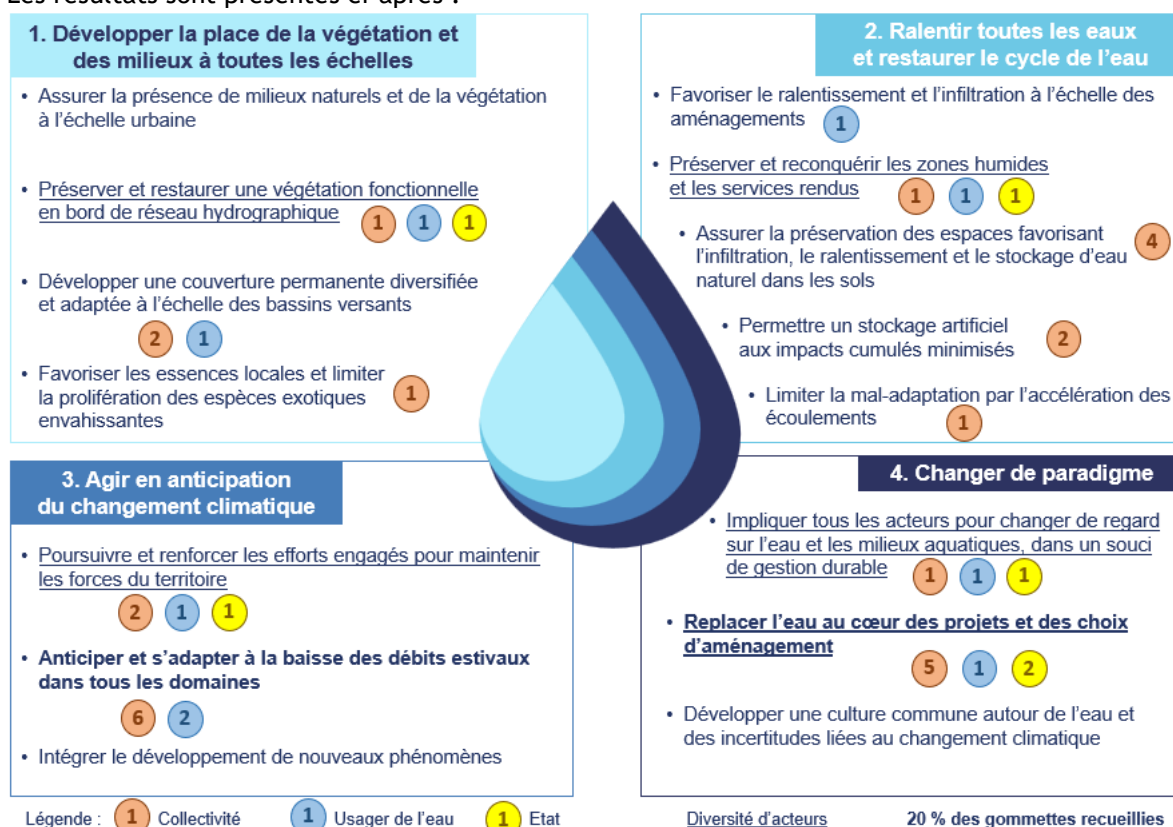 Les résultats sont présentés ci-après :
1. Développer la place de la végétation et
des milieux à toutes les échelles
• Assurer la présence de milieux naturels et de la végétation
à l'échelle urbaine
• Préserver et restaurer une végétation fonctionnelle
en bord de réseau hydrographique 1 1 1
• Développer une couverture permanente diversifiée
et adaptée à l'échelle des bassins versants
2 1
• Favoriser les essences locales et limiter
la prolifération des espèces exotiques 1
envahissantes
2. Ralentir toutes les eaux
et restaurer le cycle de l'eau
• Favoriser le ralentissement et l'infiltration à l'échelle des
aménagements 1
• Préserver et reconquérir les zones humides
et les services rendus 1 1 1
• Assurer la préservation des espaces favorisant 4
l'infiltration, le ralentissement et le stockage d'eau
naturel dans les sols
• Permettre un stockage artificiel
aux impacts cumulés minimisés 2
• Limiter la mal-adaptation par l'accélération des
écoulements 1
3. Agir en anticipation
du changement climatique
• Poursuivre et renforcer les efforts engagés pour maintenir
les forces du territoire
2 1 1
• Anticiper et s'adapter à la baisse des débits estivaux
dans tous les domaines
6 2
• Intégrer le développement de nouveaux phénomènes
4. Changer de paradigme
• Impliquer tous les acteurs pour changer de regard
sur l'eau et les milieux aquatiques, dans un souci
de gestion durable 1 1 1
• Replacer l'eau au cœur des projets et des choix
d'aménagement
5 1 2
• Développer une culture commune autour de l'eau et
des incertitudes liées au changement climatique
Légende : 1 Collectivité 1 Usager de l'eau 1 Etat Diversité d'acteurs 20 % des gommettes recueillies